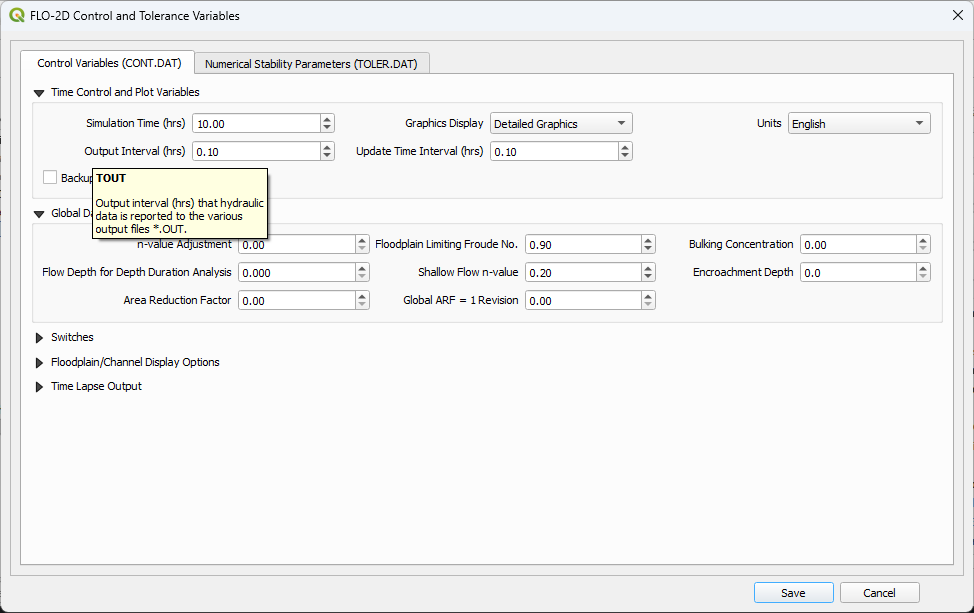 FLO-2D Control and Tolerance Variables
Control Variables (CONT.DAT) Numerical Stability Parameters (TOLER.DAT)
Time Control and Plot Variables
Simulation Time (hrs) 10.00 Graphics Display Detailed Graphics Units English
Output Interval (hrs) 0.10 Update Time Interval (hrs) 0.10
Backup
TOUT
Output interval (hrs) that hydraulic
data is reported to the various
output files *.OUT.
Global Da
n-value Adjustment 0.00 Floodplain Limiting Froude No. 0.90 Bulking Concentration 0.00
Flow Depth for Depth Duration Analysis 0.000 Shallow Flow n-value 0.20 Encroachment Depth 0.0
Area Reduction Factor 0.00 Global ARF = 1 Revision 0.00
Switches
Floodplain/Channel Display Options
Time Lapse Output
Save Cancel